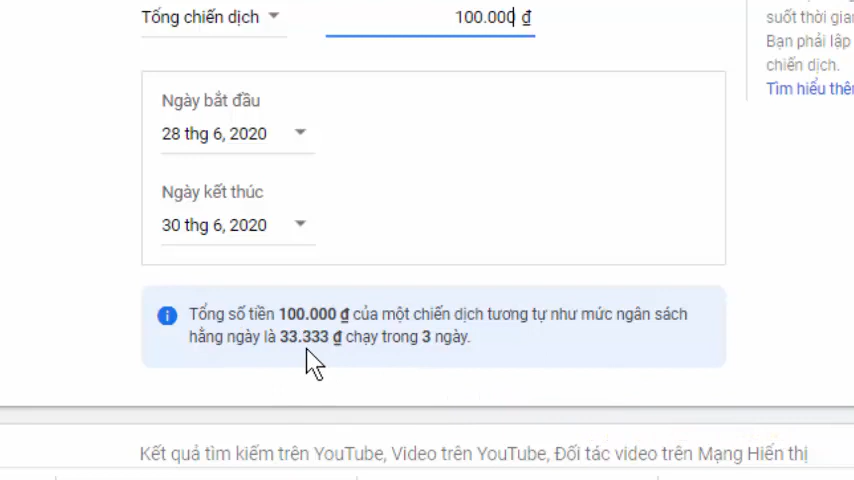 Tổng chiến dịch
100.000 ₫
suốt thời gia
Bạn phải lập
chiến dịch.
Tìm hiểu thê
Ngày bắt đầu
28 thg 6, 2020
Ngày kết thúc
30 thg 6, 2020
Tổng số tiền 100.000 ₫ của một chiến dịch tương tự như mức ngân sách
hằng ngày là 33.333 ₫ chạy trong 3 ngày.
Kết quả tìm kiếm trên YouTube, Video trên YouTube, Đối tác video trên Mạng Hiển thị